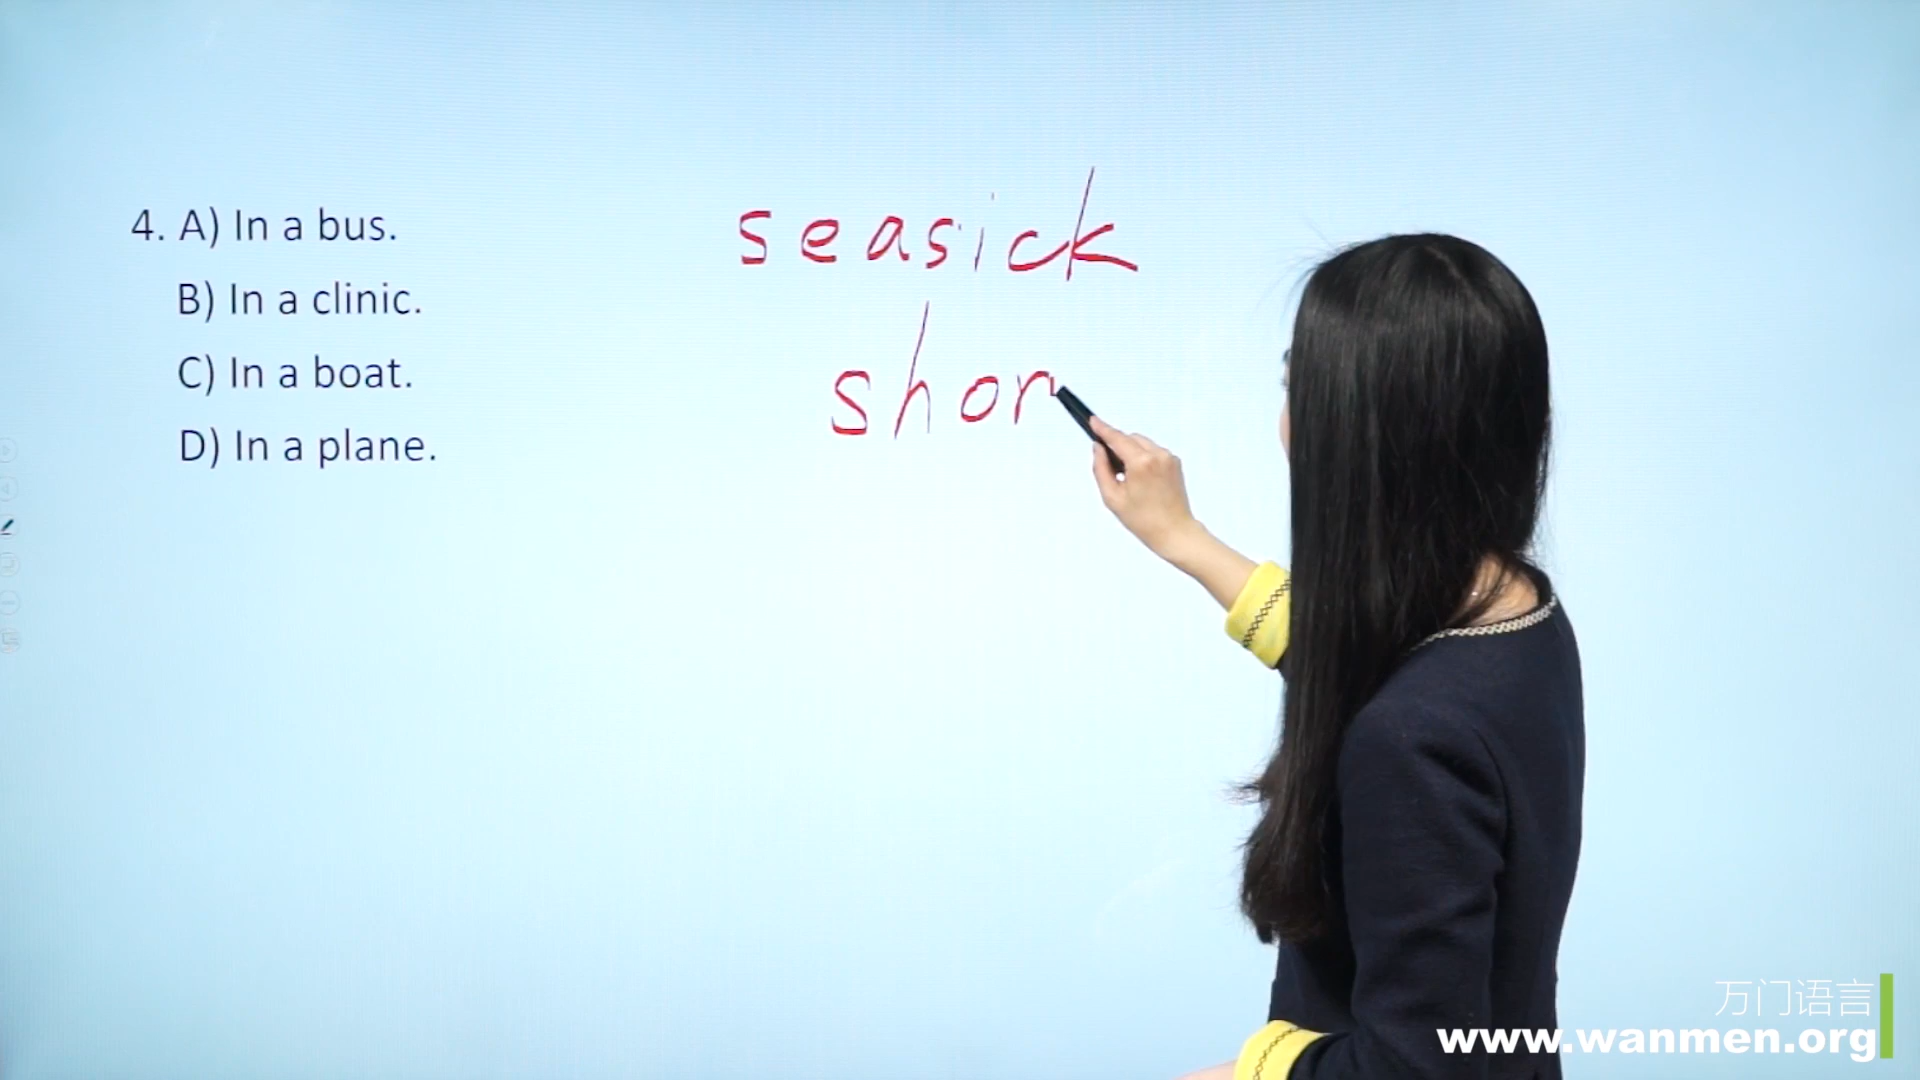 4. A) In a bus.
B) In a clinic.
C) In a boat.
D) In a plane.
seasick
shor
万门语言
www.wanmen.org